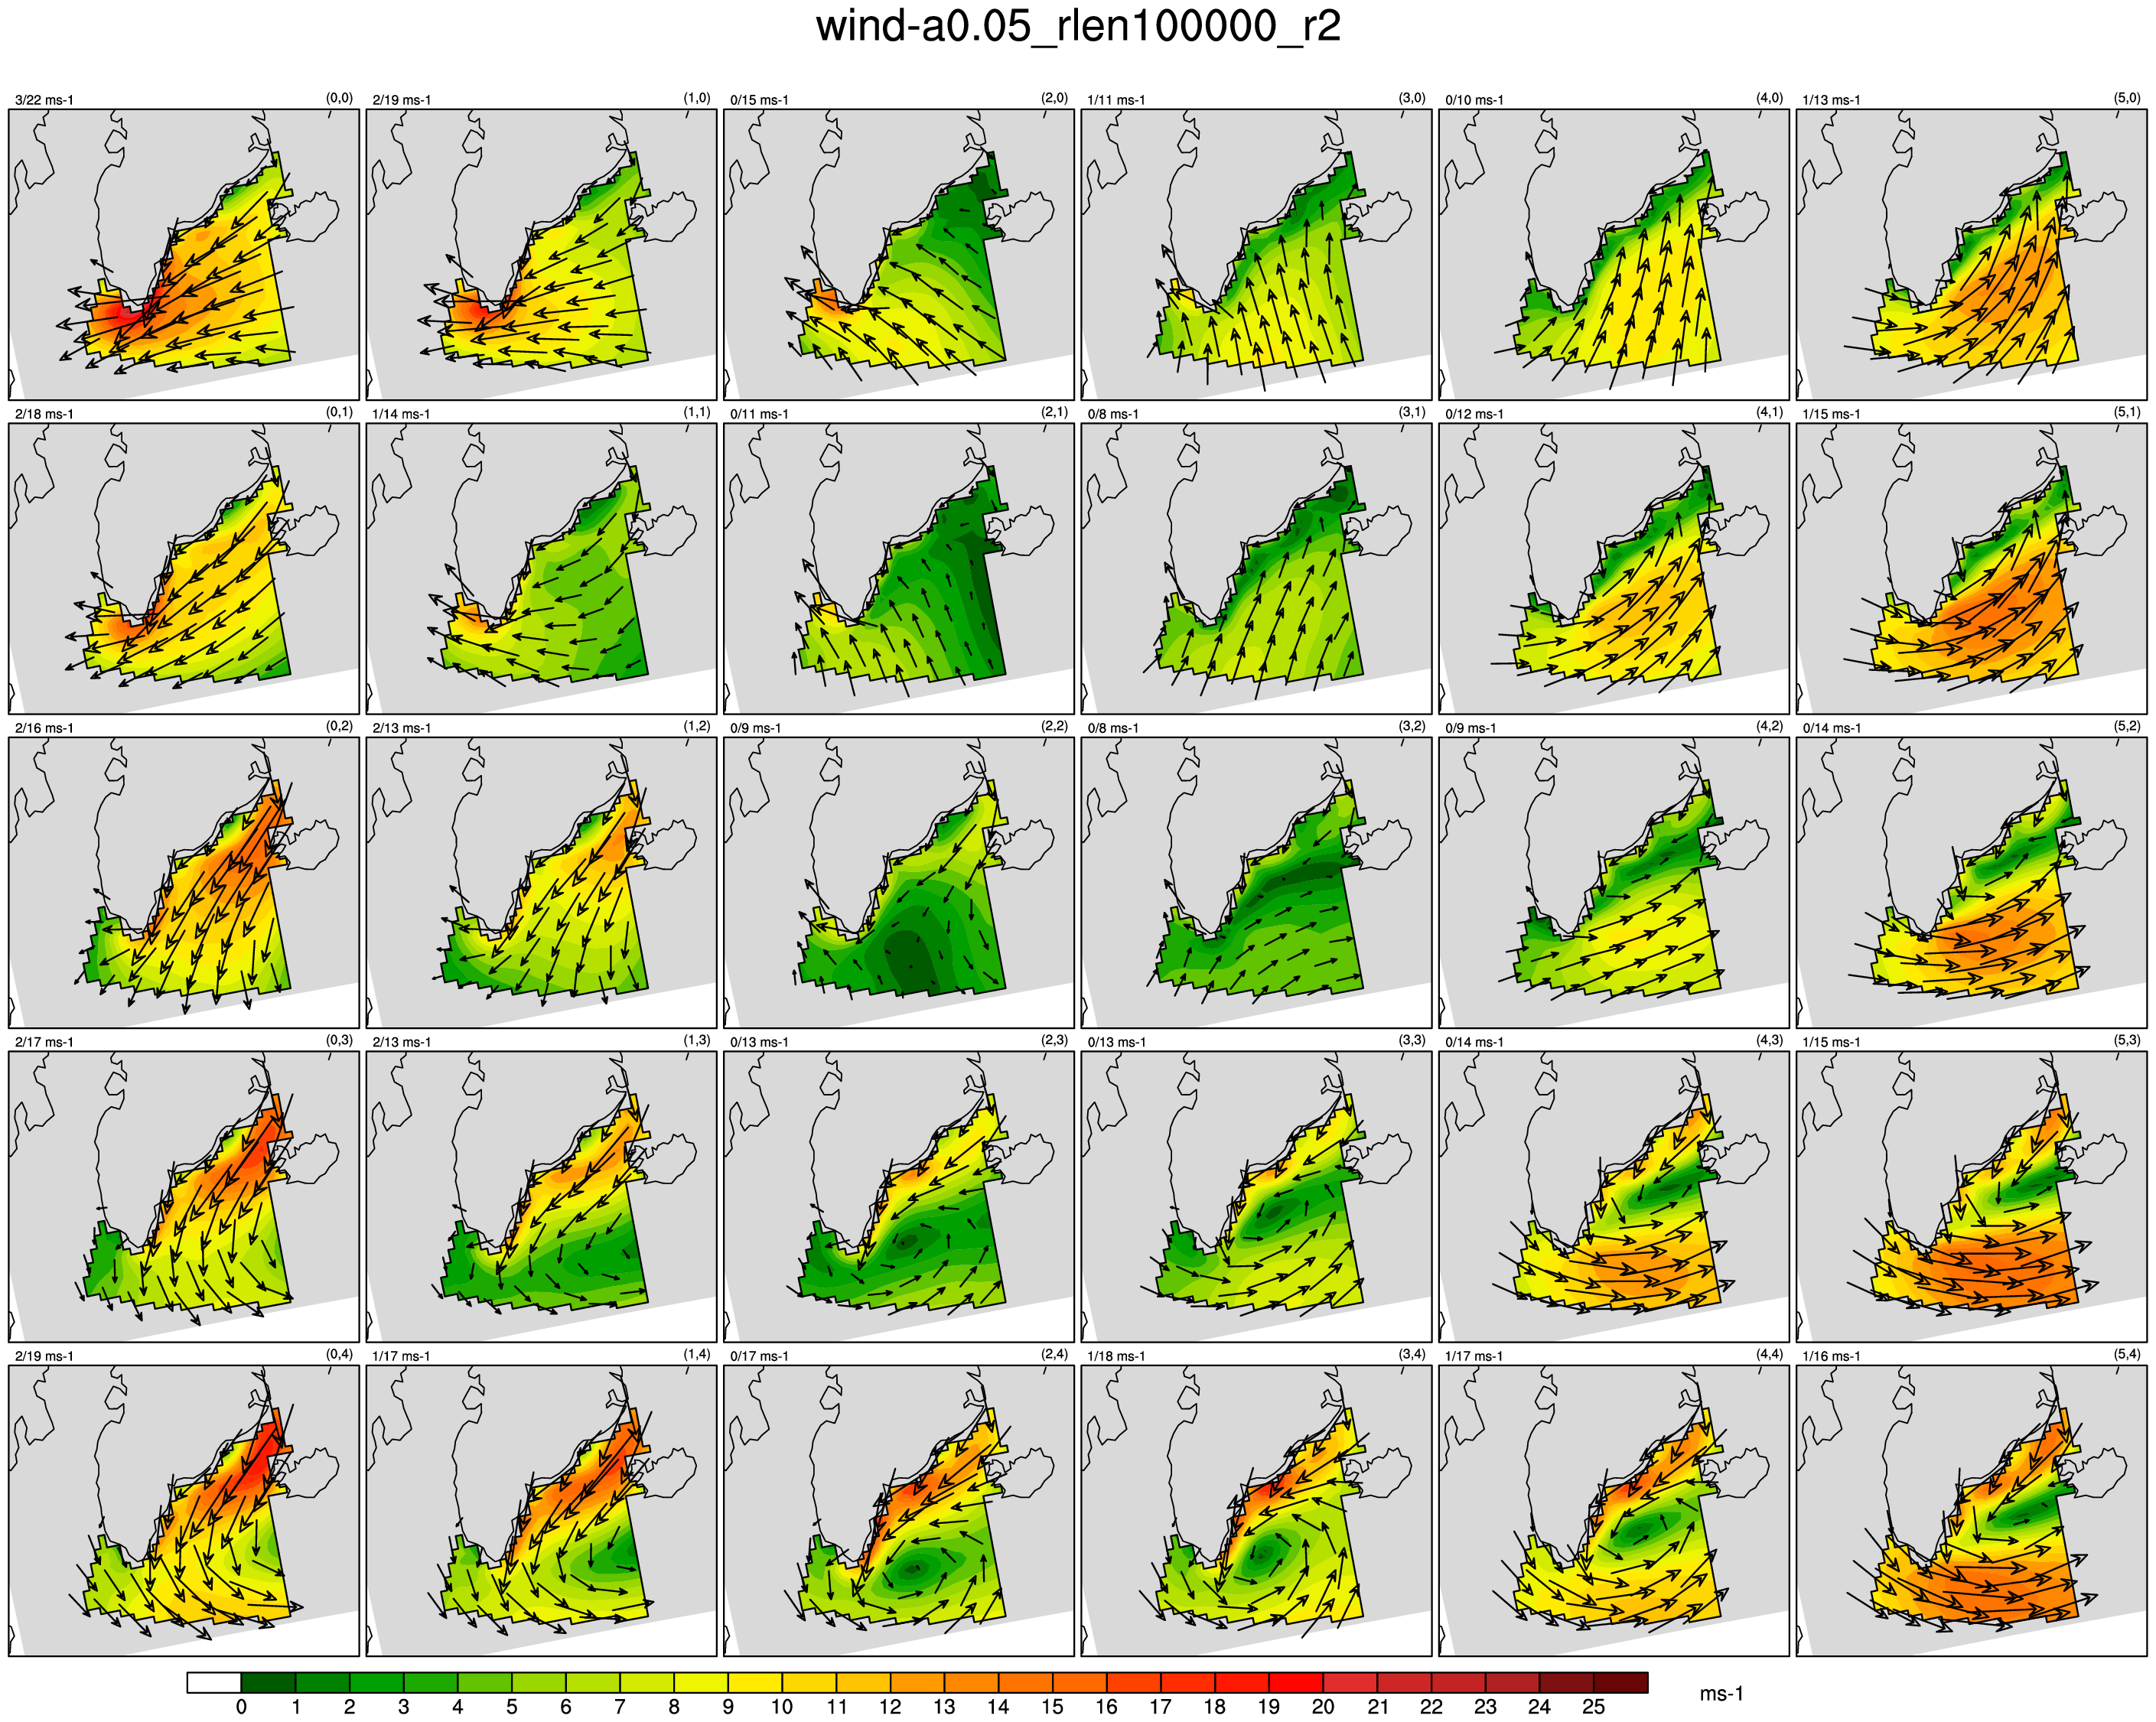 wind-a0.05_rlen100000_r2
3/22 ms-1 (0,0) 2/19 ms-1 (1,0) 0/15 ms-1 (2,0) 1/11 ms-1 (3,0) 0/10 ms-1 (4,0) 1/13 ms-1 (5,0)
2/18 ms-1 (0,1) 1/14 ms-1 (1,1) 0/11 ms-1 (2,1) 0/8 ms-1 (3,1) 0/12 ms-1 (4,1) 1/15 ms-1 (5,1)
2/16 ms-1 (0,2) 2/13 ms-1 (1,2) 0/9 ms-1 (2,2) 0/8 ms-1 (3,2) 0/9 ms-1 (4,2) 0/14 ms-1 (5,2)
2/17 ms-1 (0,3) 2/13 ms-1 (1,3) 0/13 ms-1 (2,3) 0/13 ms-1 (3,3) 0/14 ms-1 (4,3) 1/15 ms-1 (5,3)
2/19 ms-1 (0,4) 1/17 ms-1 (1,4) 0/17 ms-1 (2,4) 1/18 ms-1 (3,4) 1/17 ms-1 (4,4) 1/16 ms-1 (5,4)
0 1 2 3 4 5 6 7 8 9 10 11 12 13 14 15 16 17 18 19 20 21 22 23 24 25 ms-1